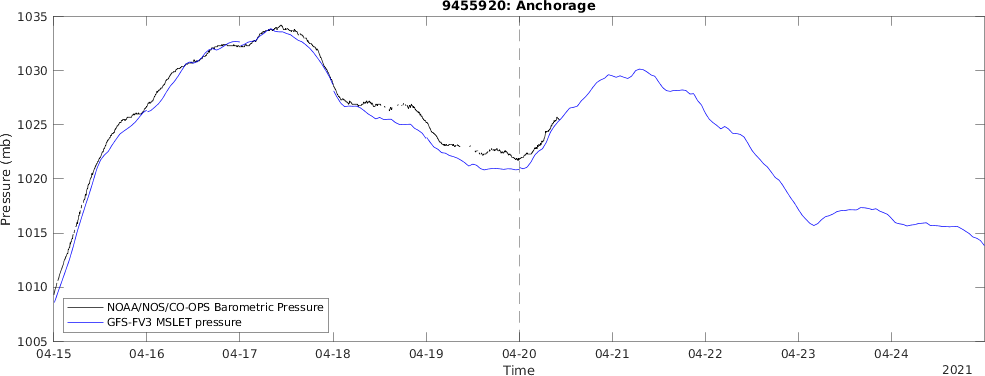 9455920: Anchorage
1035
1030
1025
1020
1015
1010
1005
Pressure (mb)
NOAA/NOS/CO-OPS Barometric Pressure
GFS-FV3 MSLET pressure
04-15 04-16 04-17 04-18 04-19 04-20 04-21 04-22 04-23 04-24
Time
2021